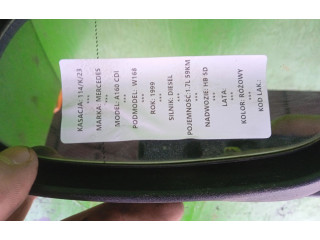 KASACJA: 114/K/23
***
MARKA: MERCEDES
***
MODEL: A160 CDI
***
PODMODEL: W168
***
ROK: 1999
***
SILNIK: DIESEL
***
POJEMNOŚĆ: 1.7L 59KM
***
NADWOZIE: HB 5D
***
LATA:
***
KOLOR: RÓŻOWY
***
KOD LAK.: